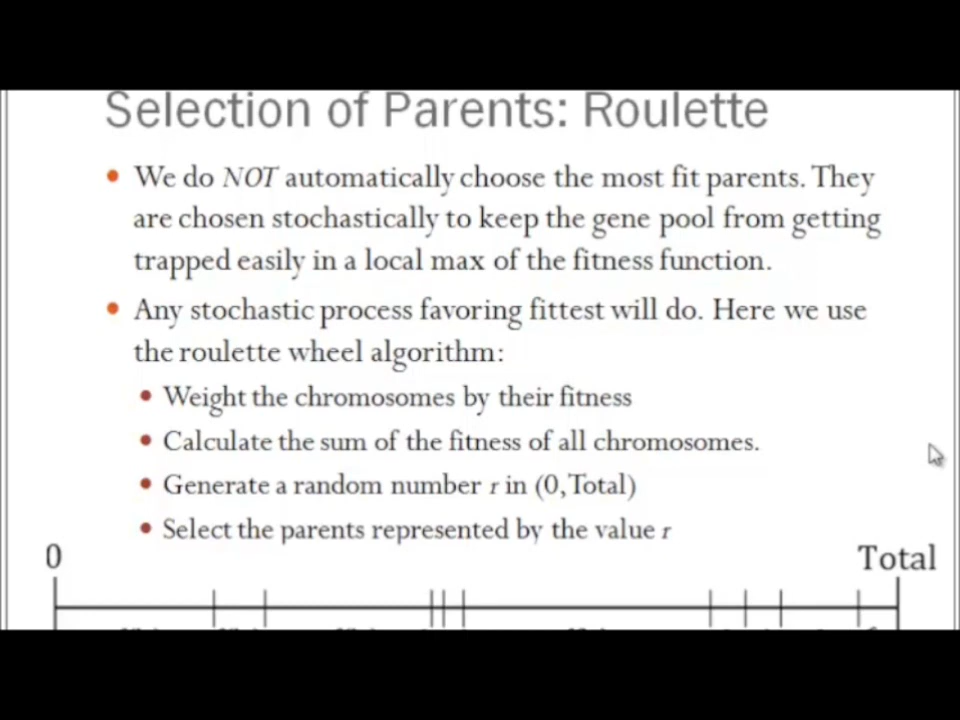 Selection of Parents: Roulette
• We do NOT automatically choose the most fit parents. They
are chosen stochastically to keep the gene pool from getting
trapped easily in a local max of the fitness function.
• Any stochastic process favoring fittest will do. Here we use
the roulette wheel algorithm:
• Weight the chromosomes by their fitness
• Calculate the sum of the fitness of all chromosomes.
• Generate a random number r in (0,Total)
• Select the parents represented by the value r
0 Total